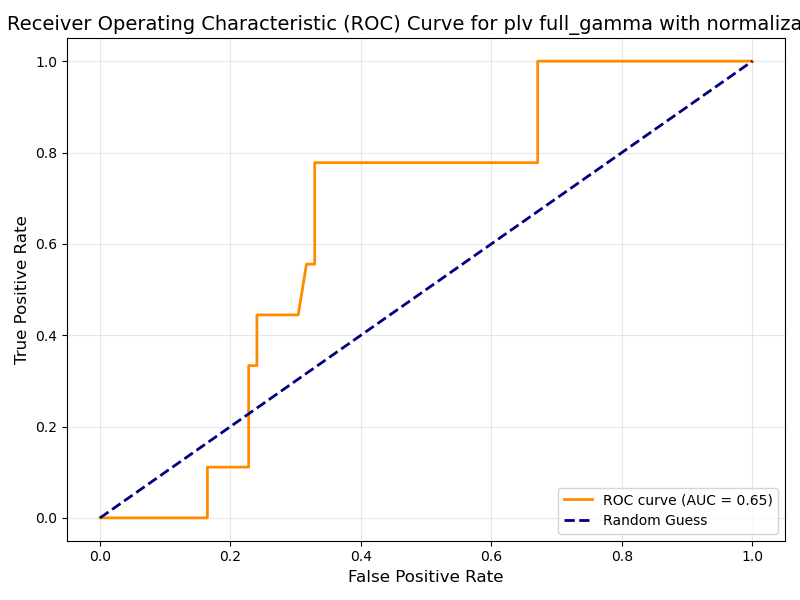 Receiver Operating Characteristic (ROC) Curve for plv full_gamma with normaliza
1.0
0.8
0.6
0.4
0.2
0.0
True Positive Rate
0.0 0.2 0.4 0.6 0.8 1.0
False Positive Rate
ROC curve (AUC = 0.65)
Random Guess